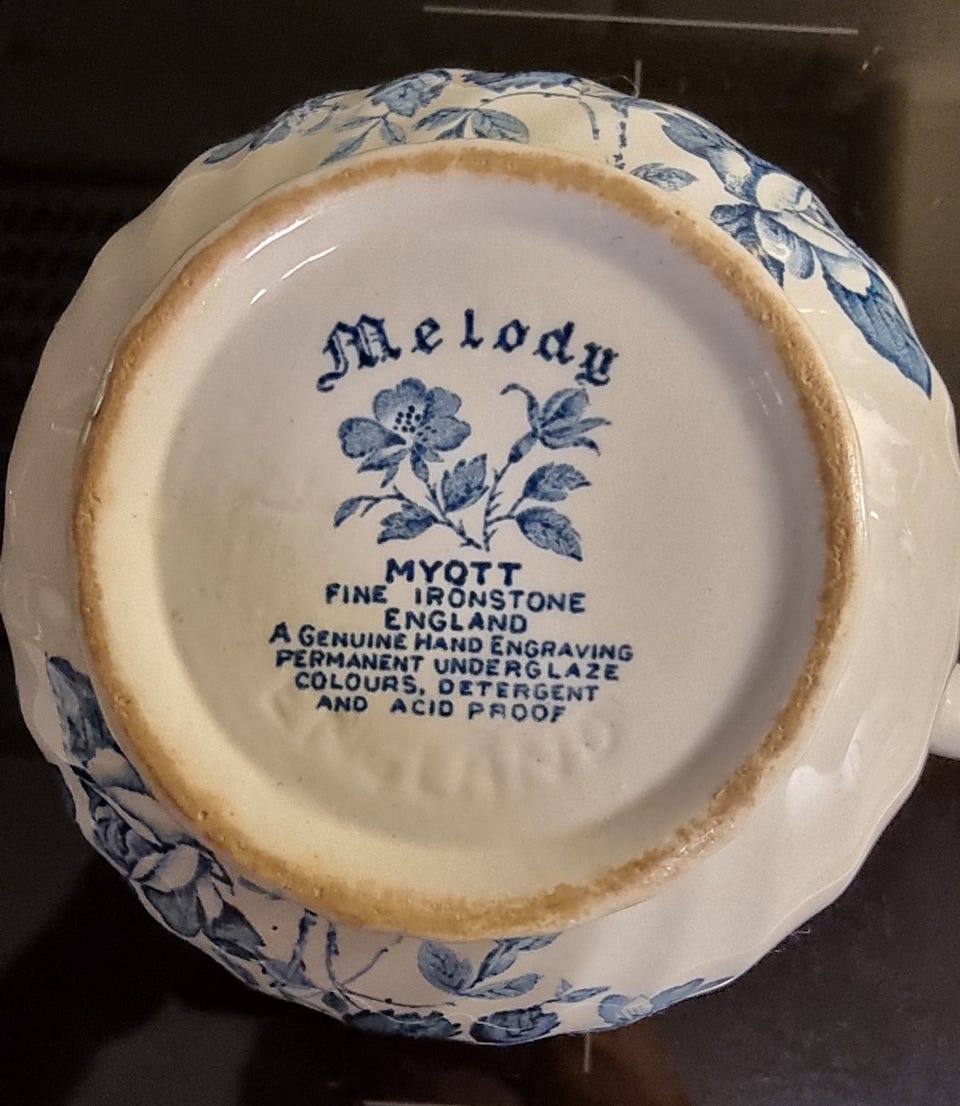 Melody
MYOTT
FINE IRONSTONE
ENGLAND
A GENUINE HAND ENGRAVING
PERMANENT UNDERGLAZE
COLOURS, DETERGENT
AND ACID PROOF
ENGLAND